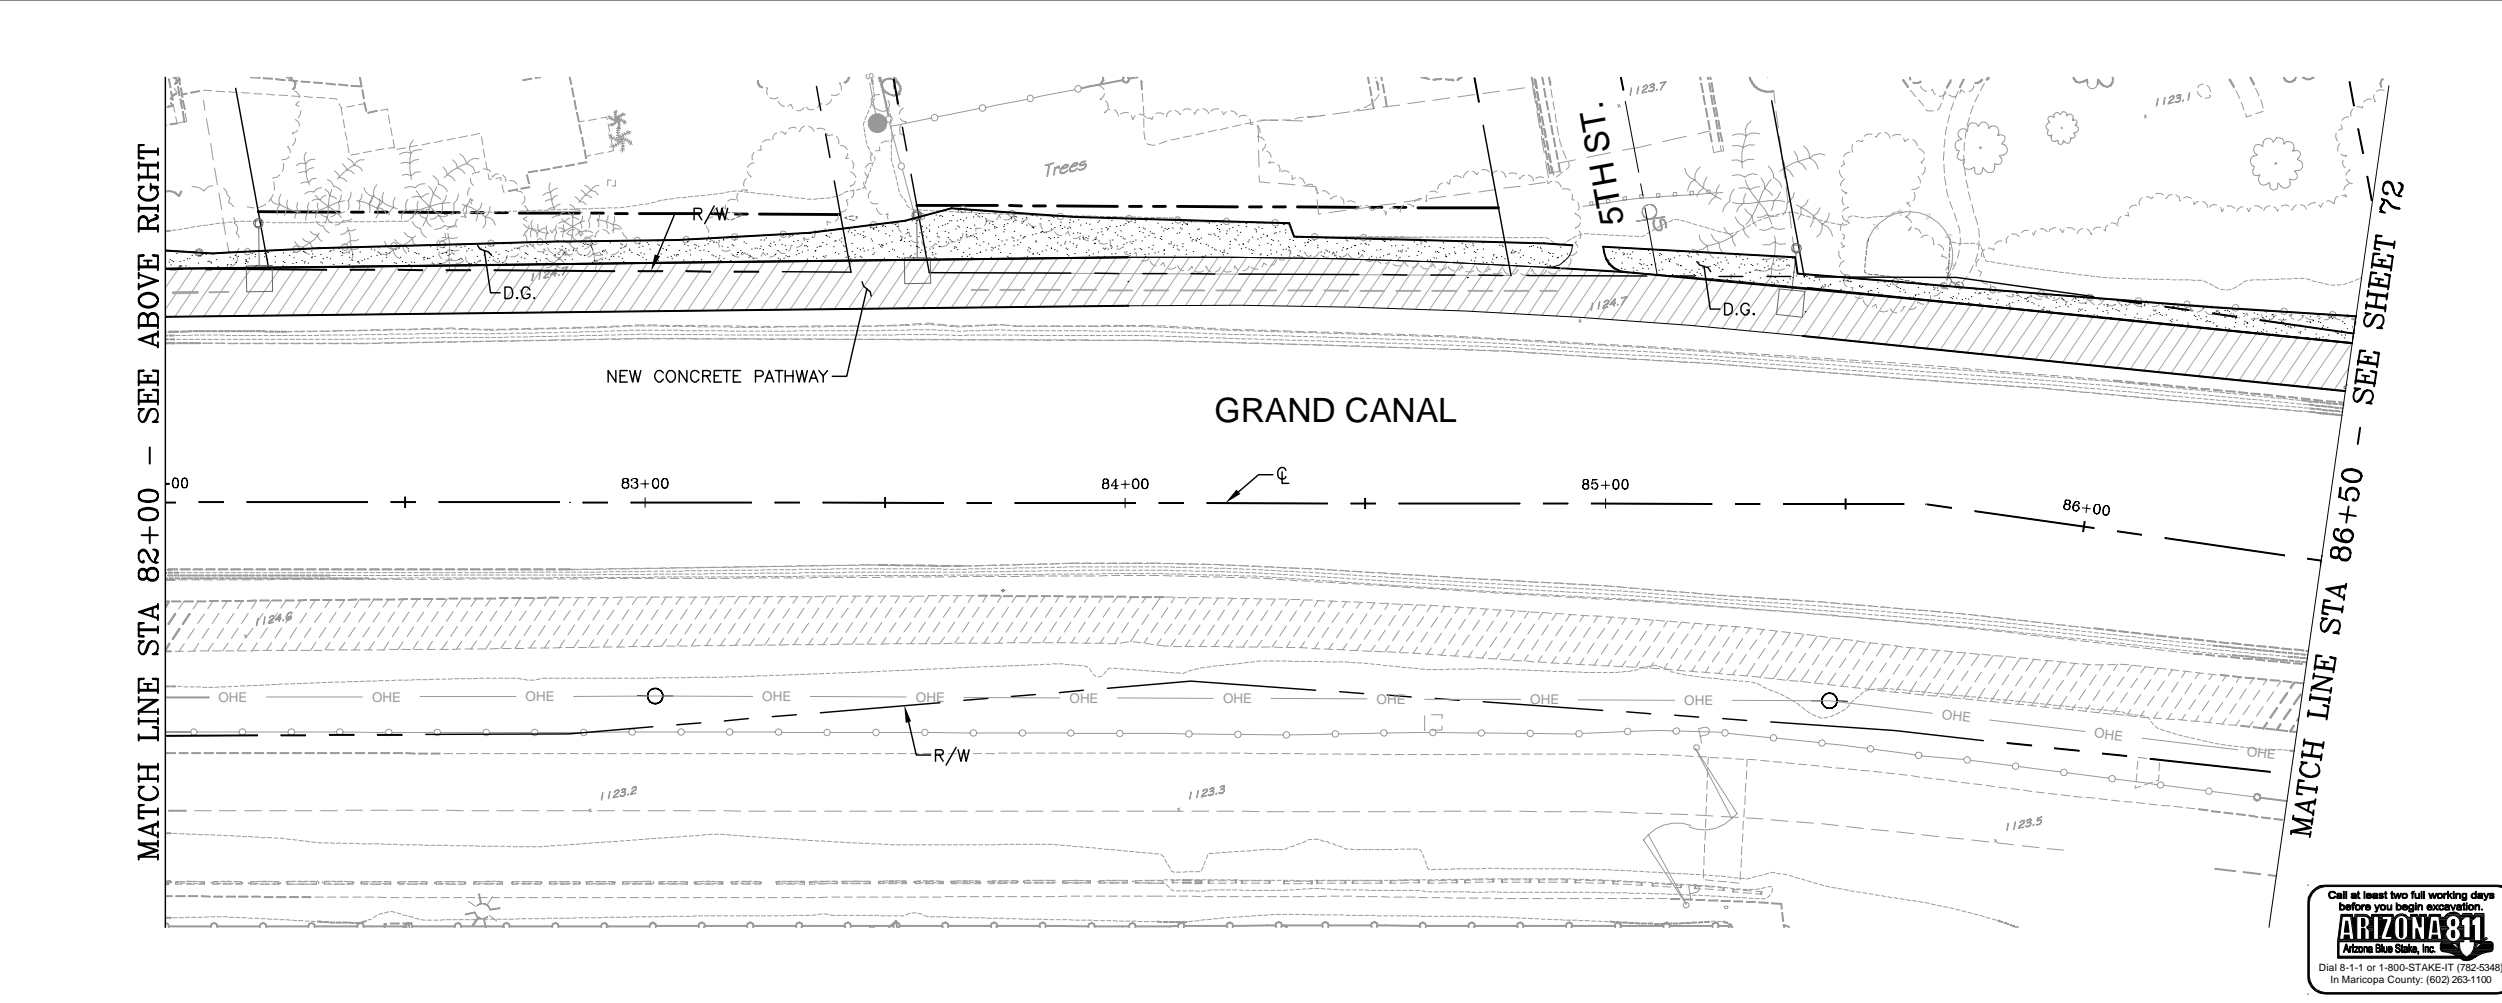 MATCH LINE STA 82+00 - SEE ABOVE RIGHT
1123.7
1123.1
Trees
5TH ST.
R/W
1124.7
D.G.
1124.7
D.G.
NEW CONCRETE PATHWAY
GRAND CANAL
℄
+00
83+00
84+00
85+00
86+00
1124.6
OHE OHE OHE OHE OHE OHE OHE OHE OHE OHE OHE OHE OHE
R/W
1123.2
1123.3
1123.5
MATCH LINE STA 86+50 - SEE SHEET 72
Call at least two full working days
before you begin excavation.
ARIZONA811
Arizona Blue Stake, Inc.
Dial 8-1-1 or 1-800-STAKE-IT (782-5348)
In Maricopa County: (602) 263-1100